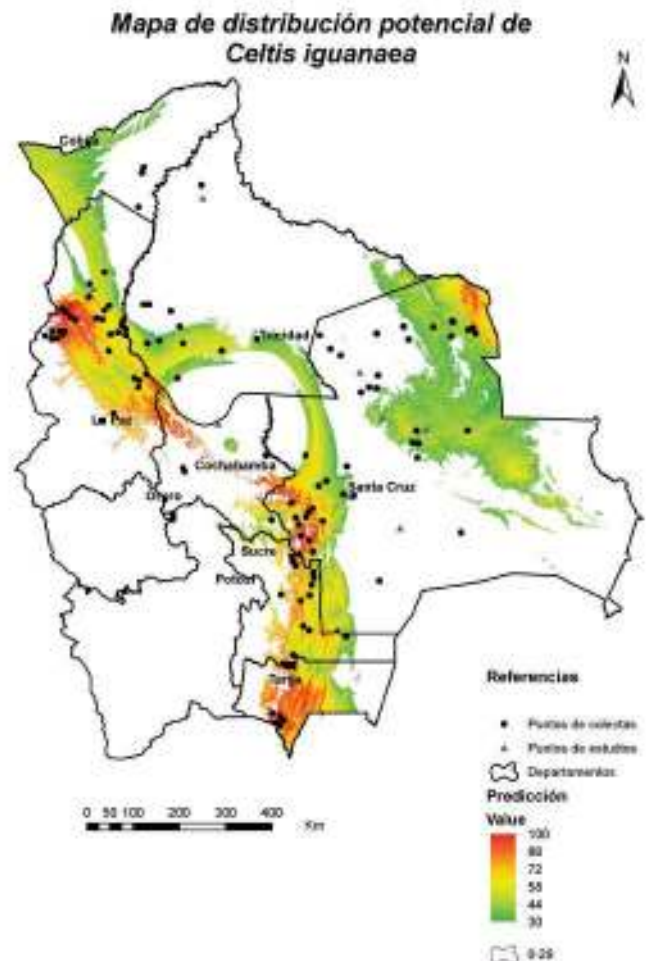 Mapa de distribución potencial de
Celtis iguanaea
N
Cobija
Trinidad
La Paz
Cochabamba
Santa Cruz
Oruro
Sucre
Potosí
Tarija
Referencias
Puntos de colectas
Puntos de estudios
Departamentos
Predicción
Value
100
72
58
44
30
0 50 100 200 300 400
Km